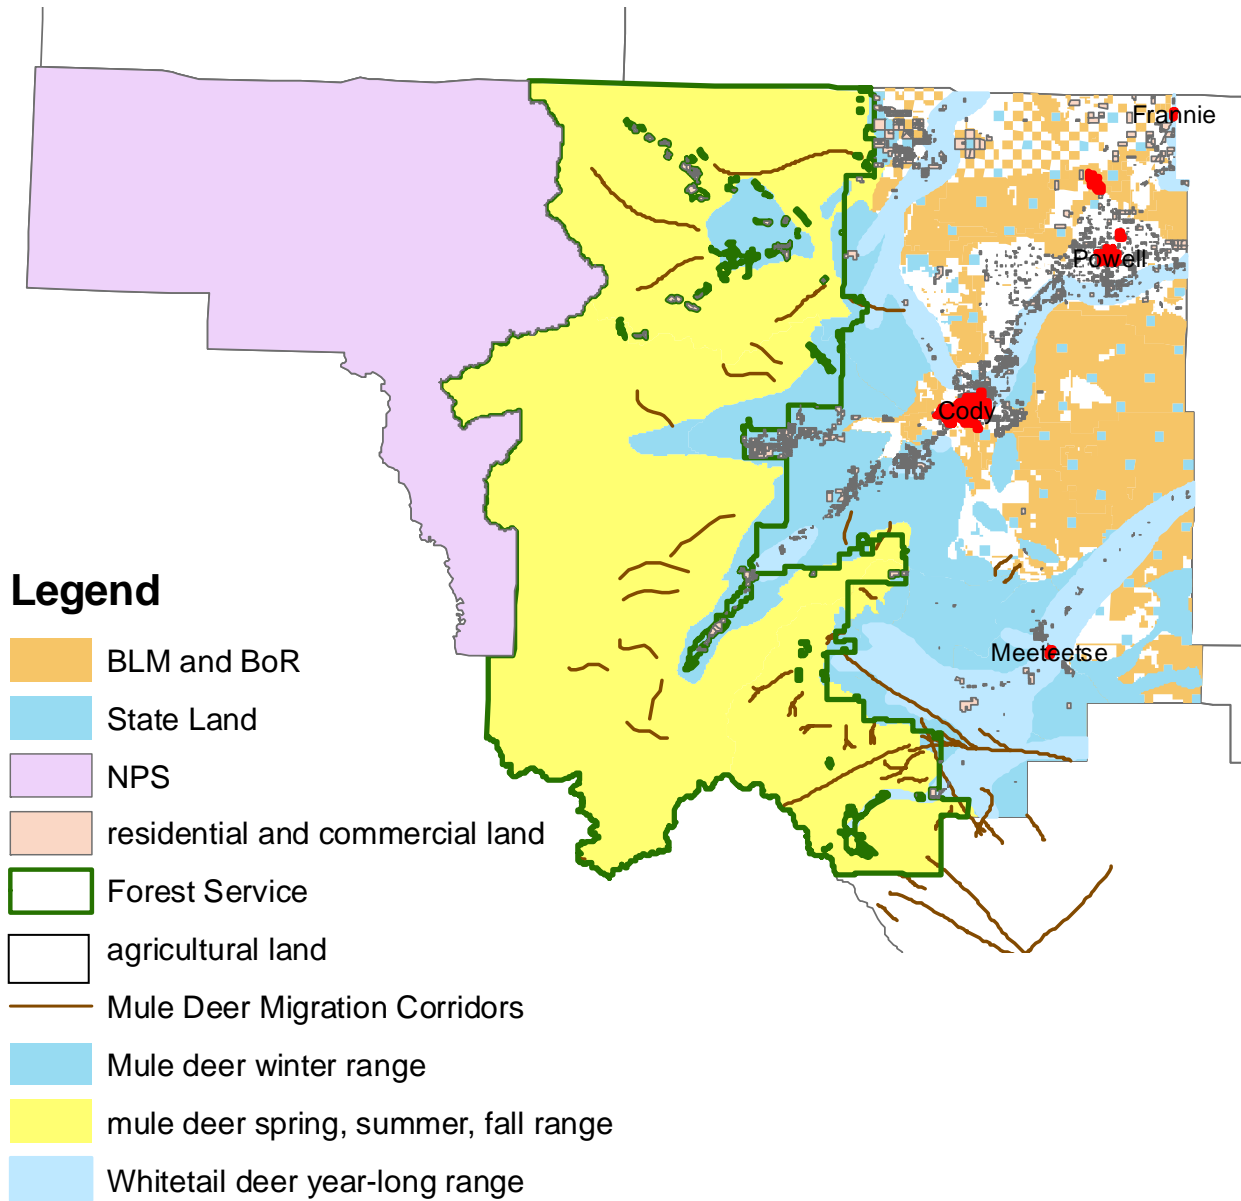 Frannie
Powell
Cody
Meeteetse
Legend
BLM and BoR
State Land
NPS
residential and commercial land
Forest Service
agricultural land
Mule Deer Migration Corridors
Mule deer winter range
mule deer spring, summer, fall range
Whitetail deer year-long range